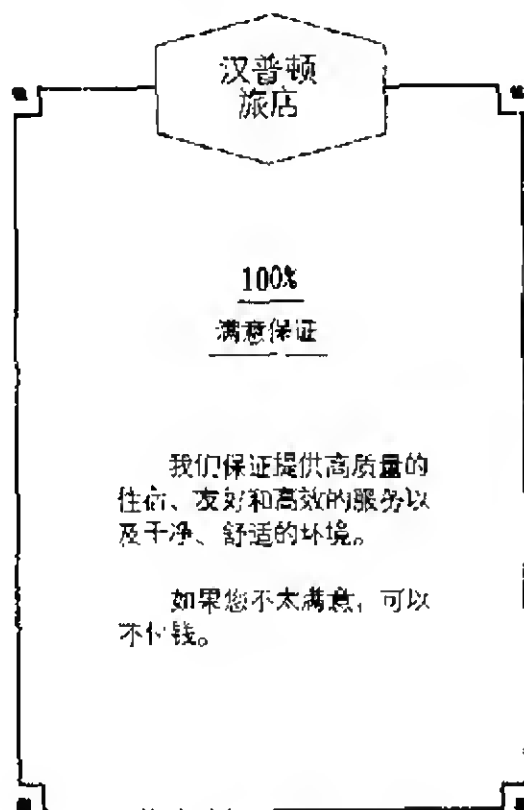 汉普顿
旅店
100%
满意保证
我们保证提供高质量的
住宿、友好和高效的服务以
及干净、舒适的环境。
如果您不太满意，可以
不付钱。